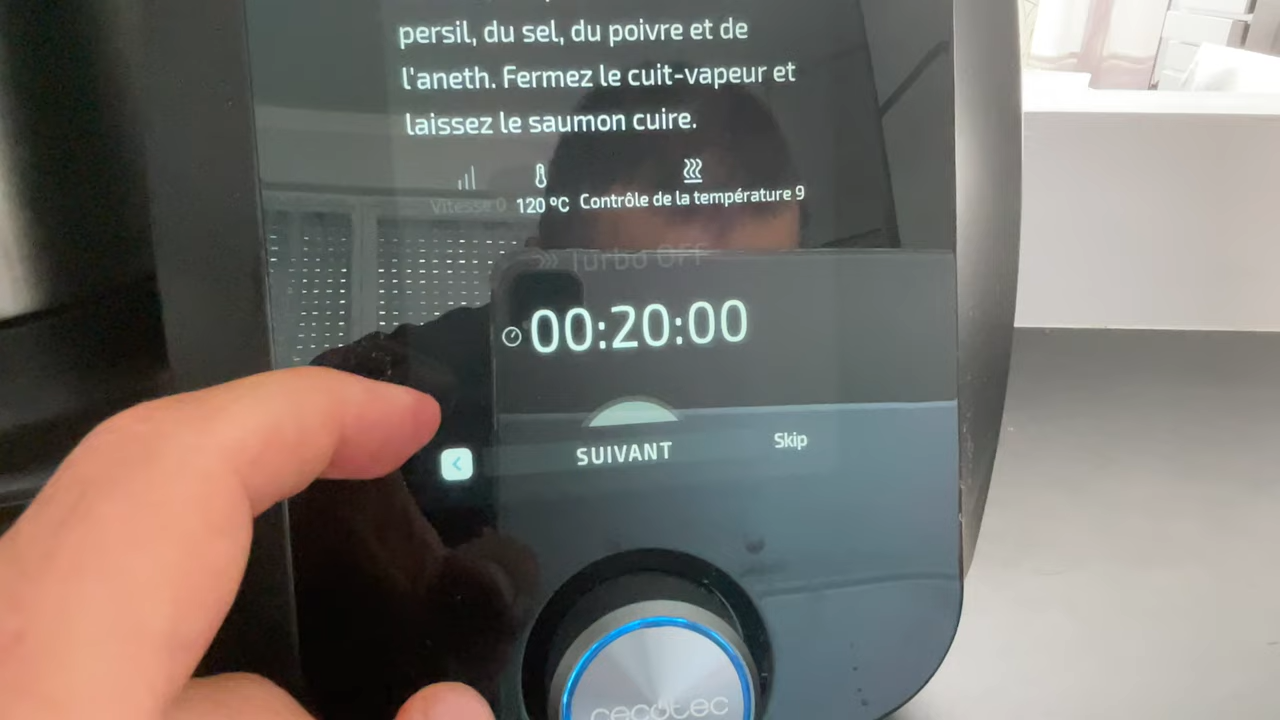 persil, du sel, du poivre et de
l'aneth. Fermez le cuit-vapeur et
laissez le saumon cuire.
Vitesse 0 120 ºC Contrôle de la température 9
Turbo OFF
00:20:00
SUIVANT Skip
cecotec